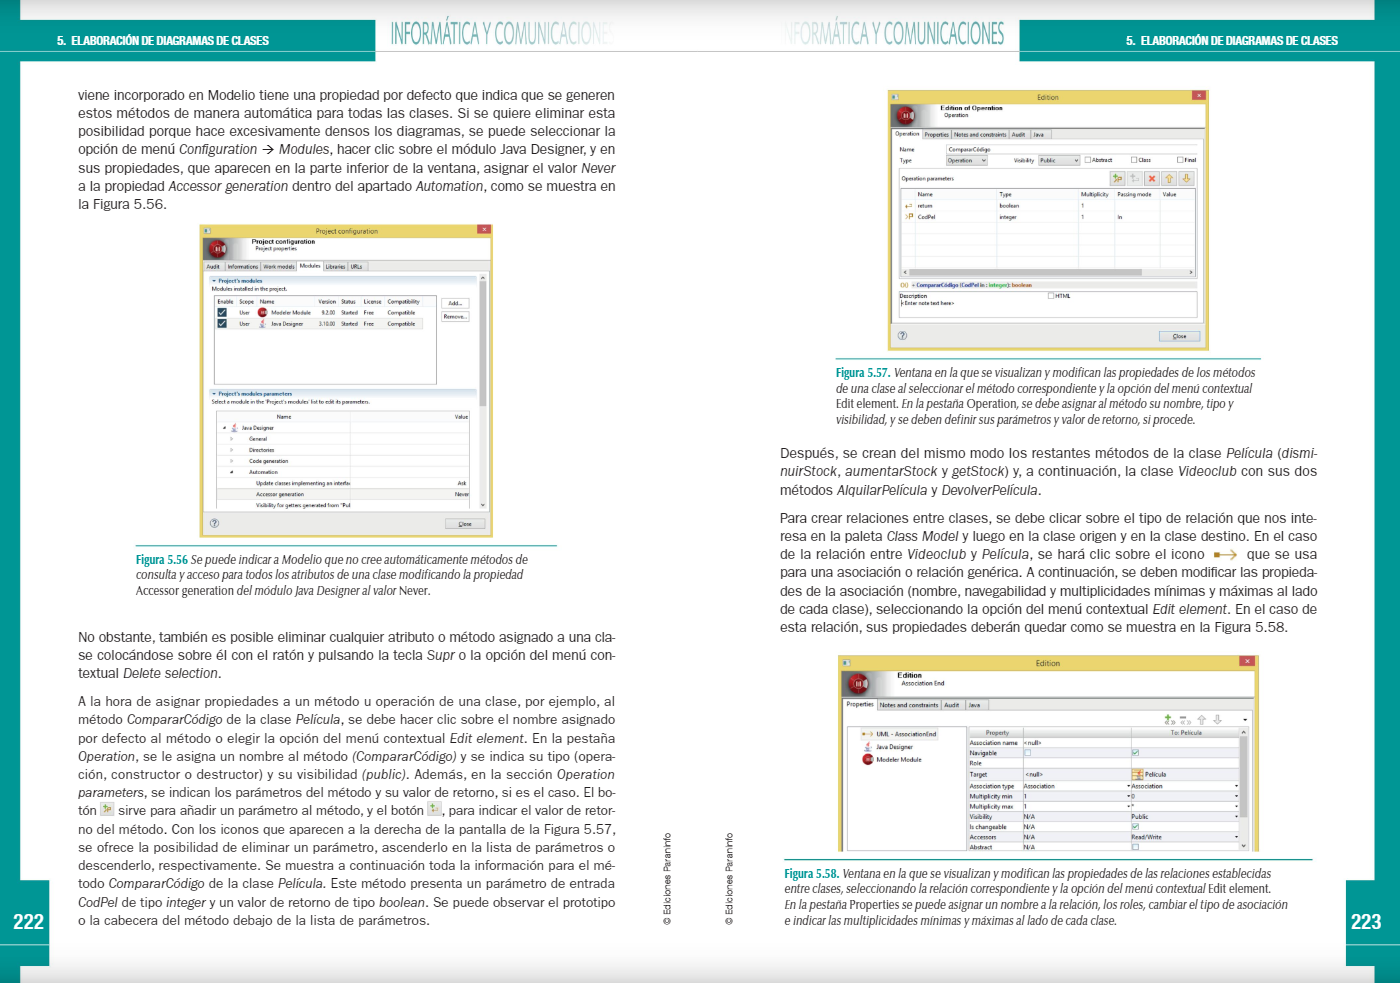 5. ELABORACIÓN DE DIAGRAMAS DE CLASES
INFORMÁTICA Y COMUNICACIONES
viene incorporado en Modelio tiene una propiedad por defecto que indica que se generen
estos métodos de manera automática para todas las clases. Si se quiere eliminar esta
posibilidad porque hace excesivamente densos los diagramas, se puede seleccionar la
opción de menú Configuration → Modules, hacer clic sobre el módulo Java Designer, y en
sus propiedades, que aparecen en la parte inferior de la ventana, asignar el valor Never
a la propiedad Accessor generation dentro del apartado Automation, como se muestra en
la Figura 5.56.
Project configuration
Project configuration
Project properties
Audit Informations Work models Modules Libraries URLs
Project's modules
Modules installed in the project.
Enable Scope Name Version Status License Compatibility
User Modeler Module 9.2.00 Started Free Compatible
User Java Designer 3.10.00 Started Free Compatible
Add...
Remove...
Project's modules parameters
Select a module in the 'Project's modules' list to edit its parameters.
Name Value
Java Designer
General
Directories
Code generation
Automation
Update classes implementing an interfa Ask
Accessor generation Never
Visibility for getters generated from "Pul
Close
Figura 5.56 Se puede indicar a Modelio que no cree automáticamente métodos de
consulta y acceso para todos los atributos de una clase modificando la propiedad
Accessor generation del módulo Java Designer al valor Never.
No obstante, también es posible eliminar cualquier atributo o método asignado a una cla-
se colocándose sobre él con el ratón y pulsando la tecla Supr o la opción del menú con-
textual Delete selection.
A la hora de asignar propiedades a un método u operación de una clase, por ejemplo, al
método CompararCódigo de la clase Película, se debe hacer clic sobre el nombre asignado
por defecto al método o elegir la opción del menú contextual Edit element. En la pestaña
Operation, se le asigna un nombre al método (CompararCódigo) y se indica su tipo (opera-
ción, constructor o destructor) y su visibilidad (public). Además, en la sección Operation
parameters, se indican los parámetros del método y su valor de retorno, si es el caso. El bo-
tón sirve para añadir un parámetro al método, y el botón , para indicar el valor de retor-
no del método. Con los iconos que aparecen a la derecha de la pantalla de la Figura 5.57,
se ofrece la posibilidad de eliminar un parámetro, ascenderlo en la lista de parámetros o
descenderlo, respectivamente. Se muestra a continuación toda la información para el mé-
todo CompararCódigo de la clase Película. Este método presenta un parámetro de entrada
CodPel de tipo integer y un valor de retorno de tipo boolean. Se puede observar el prototipo
o la cabecera del método debajo de la lista de parámetros.
222
© Ediciones Paraninfo
INFORMÁTICA Y COMUNICACIONES
5. ELABORACIÓN DE DIAGRAMAS DE CLASES
Edition
Edition of Operation
Operation
Operation Properties Notes and constraints Audit Java
Name CompararCódigo
Type Operation Visibility Public Abstract Class Final
Operation parameters
Name Type Multiplicity Passing mode Value
return boolean 1
CodPel integer 1 In
O() + CompararCódigo (CodPel in : integer): boolean
Description HTML
<Enter note text here>
Close
Figura 5.57. Ventana en la que se visualizan y modifican las propiedades de los métodos
de una clase al seleccionar el método correspondiente y la opción del menú contextual
Edit element. En la pestaña Operation, se debe asignar al método su nombre, tipo y
visibilidad, y se deben definir sus parámetros y valor de retorno, si procede.
Después, se crean del mismo modo los restantes métodos de la clase Película (dismi-
nuirStock, aumentarStock y getStock) y, a continuación, la clase Videoclub con sus dos
métodos AlquilarPelícula y DevolverPelícula.
Para crear relaciones entre clases, se debe clicar sobre el tipo de relación que nos inte-
resa en la paleta Class Model y luego en la clase origen y en la clase destino. En el caso
de la relación entre Videoclub y Película, se hará clic sobre el icono que se usa
para una asociación o relación genérica. A continuación, se deben modificar las propieda-
des de la asociación (nombre, navegabilidad y multiplicidades mínimas y máximas al lado
de cada clase), seleccionando la opción del menú contextual Edit element. En el caso de
esta relación, sus propiedades deberán quedar como se muestra en la Figura 5.58.
Edition
Edition
Association End
Properties Notes and constraints Audit Java
UML - AssociationEnd
Java Designer
Modeler Module
Property To: Pelicula
Association name <null>
Navigable
Role
Target <null> Pelicula
Association type Association Association
Multiplicity min 1 0
Multiplicity max 1 *
Visibility N/A Public
Is changeable N/A
Accessors N/A Read/Write
Abstract N/A
Figura 5.58. Ventana en la que se visualizan y modifican las propiedades de las relaciones establecidas
entre clases, seleccionando la relación correspondiente y la opción del menú contextual Edit element.
En la pestaña Properties se puede asignar un nombre a la relación, los roles, cambiar el tipo de asociación
e indicar las multiplicidades mínimas y máximas al lado de cada clase.
© Ediciones Paraninfo
223